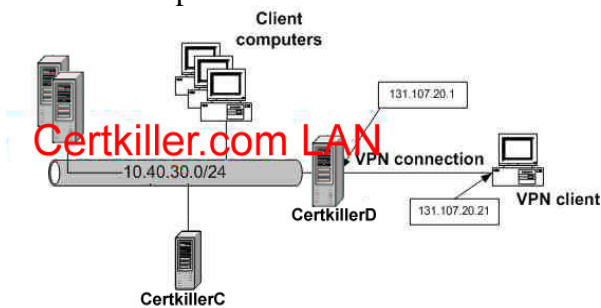 Client
computers
131.107.20.1
Certkiller.com LAN
VPN connection
10.40.30.0/24
CertkillerD
131.107.20.21
VPN client
CertkillerC